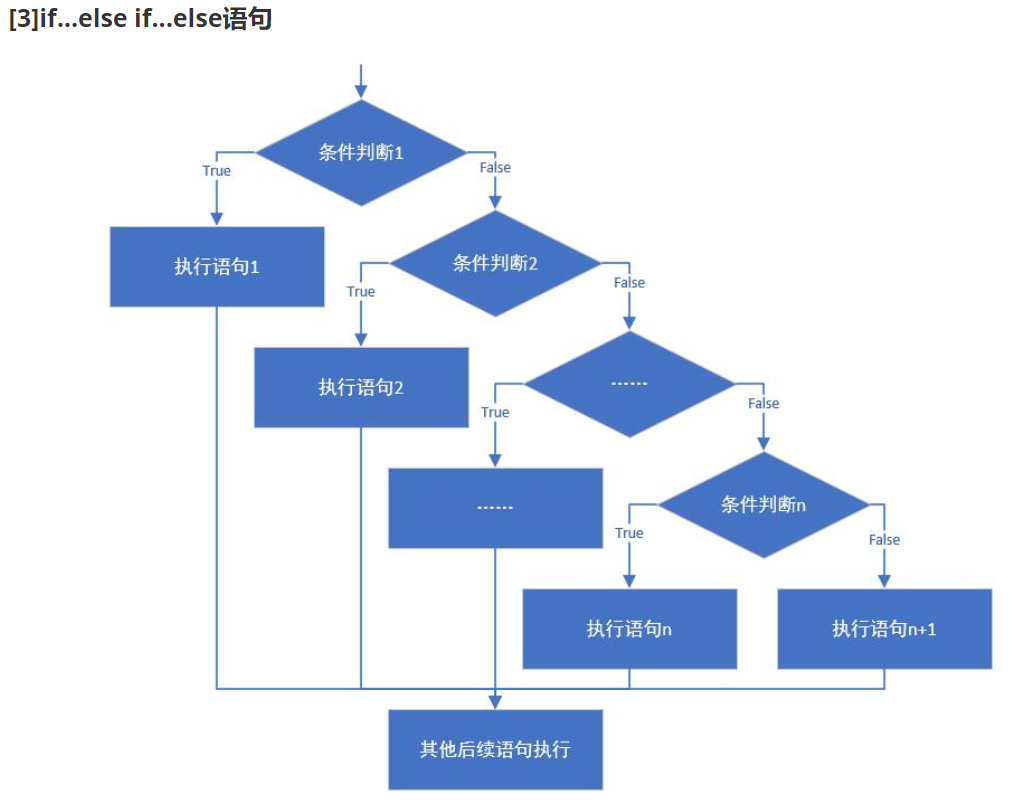 [3]if...else if...else语句
条件判断1
True
False
执行语句1
条件判断2
True
False
执行语句2
------
True
False
------
条件判断n
True
False
执行语句n
执行语句n+1
其他后续语句执行